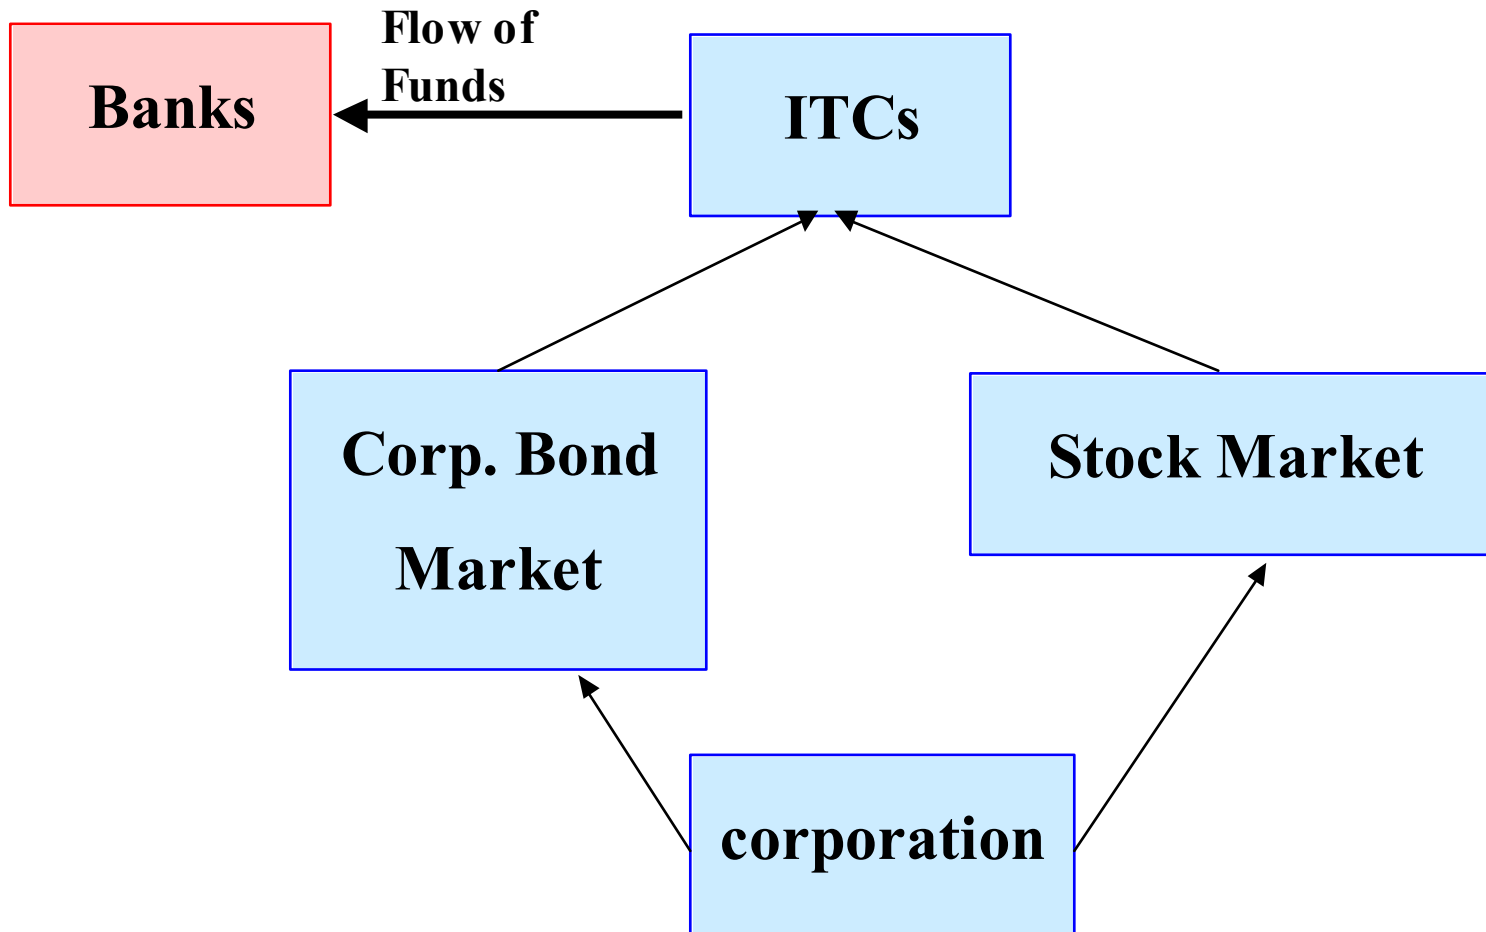 Flow of
Funds
Banks
ITCs
Corp. Bond
Market
Stock Market
corporation